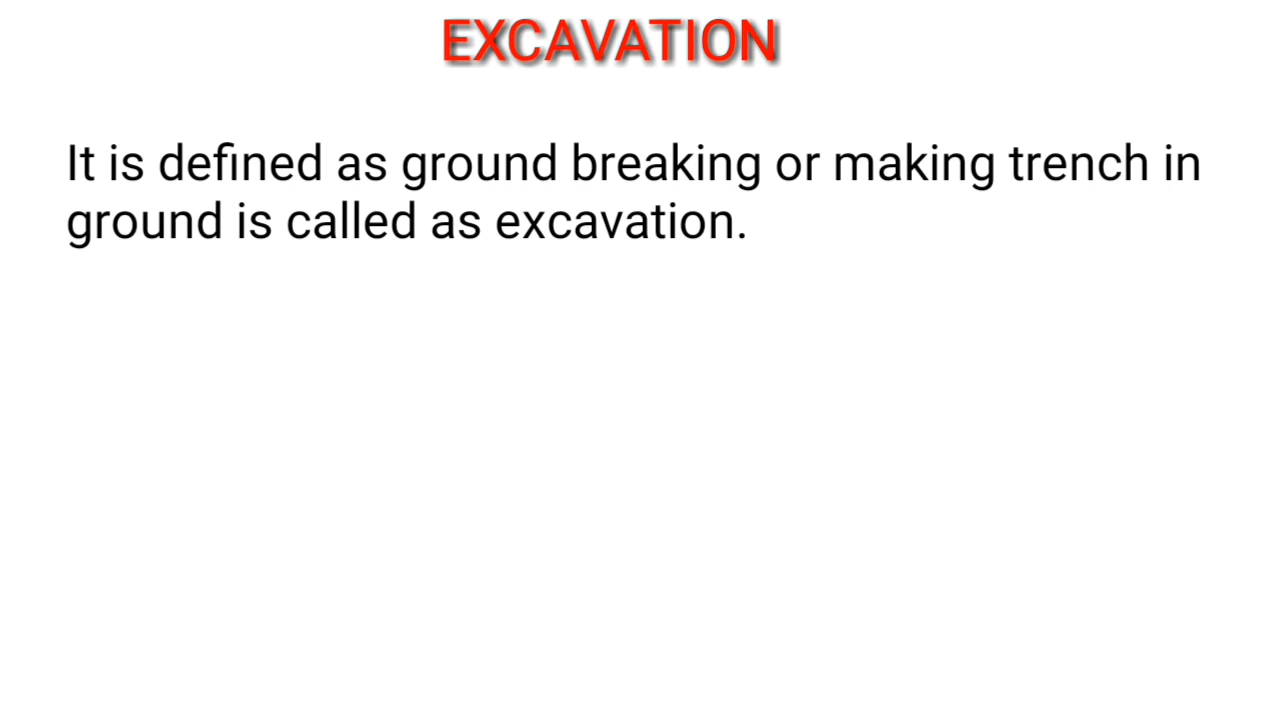 EXCAVATION
It is defined as ground breaking or making trench in
ground is called as excavation.